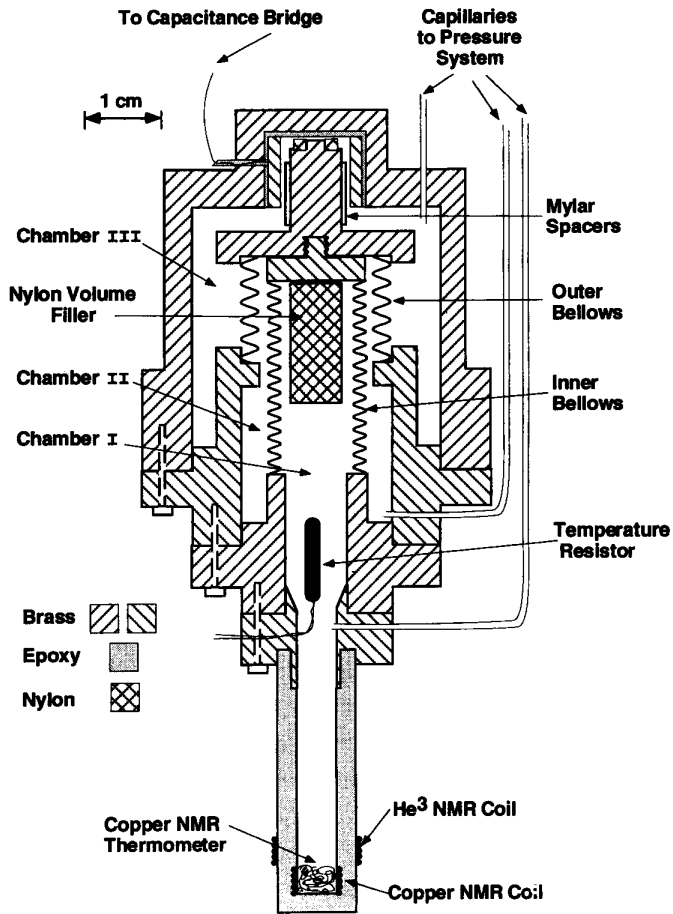 To Capacitance Bridge
Capillaries
to Pressure
System
1 cm
Mylar
Spacers
Chamber III
Nylon Volume
Filler
Outer
Bellows
Chamber II
Inner
Bellows
Chamber I
Temperature
Resistor
Brass
Epoxy
Nylon
He³ NMR Coil
Copper NMR
Thermometer
Copper NMR Coil